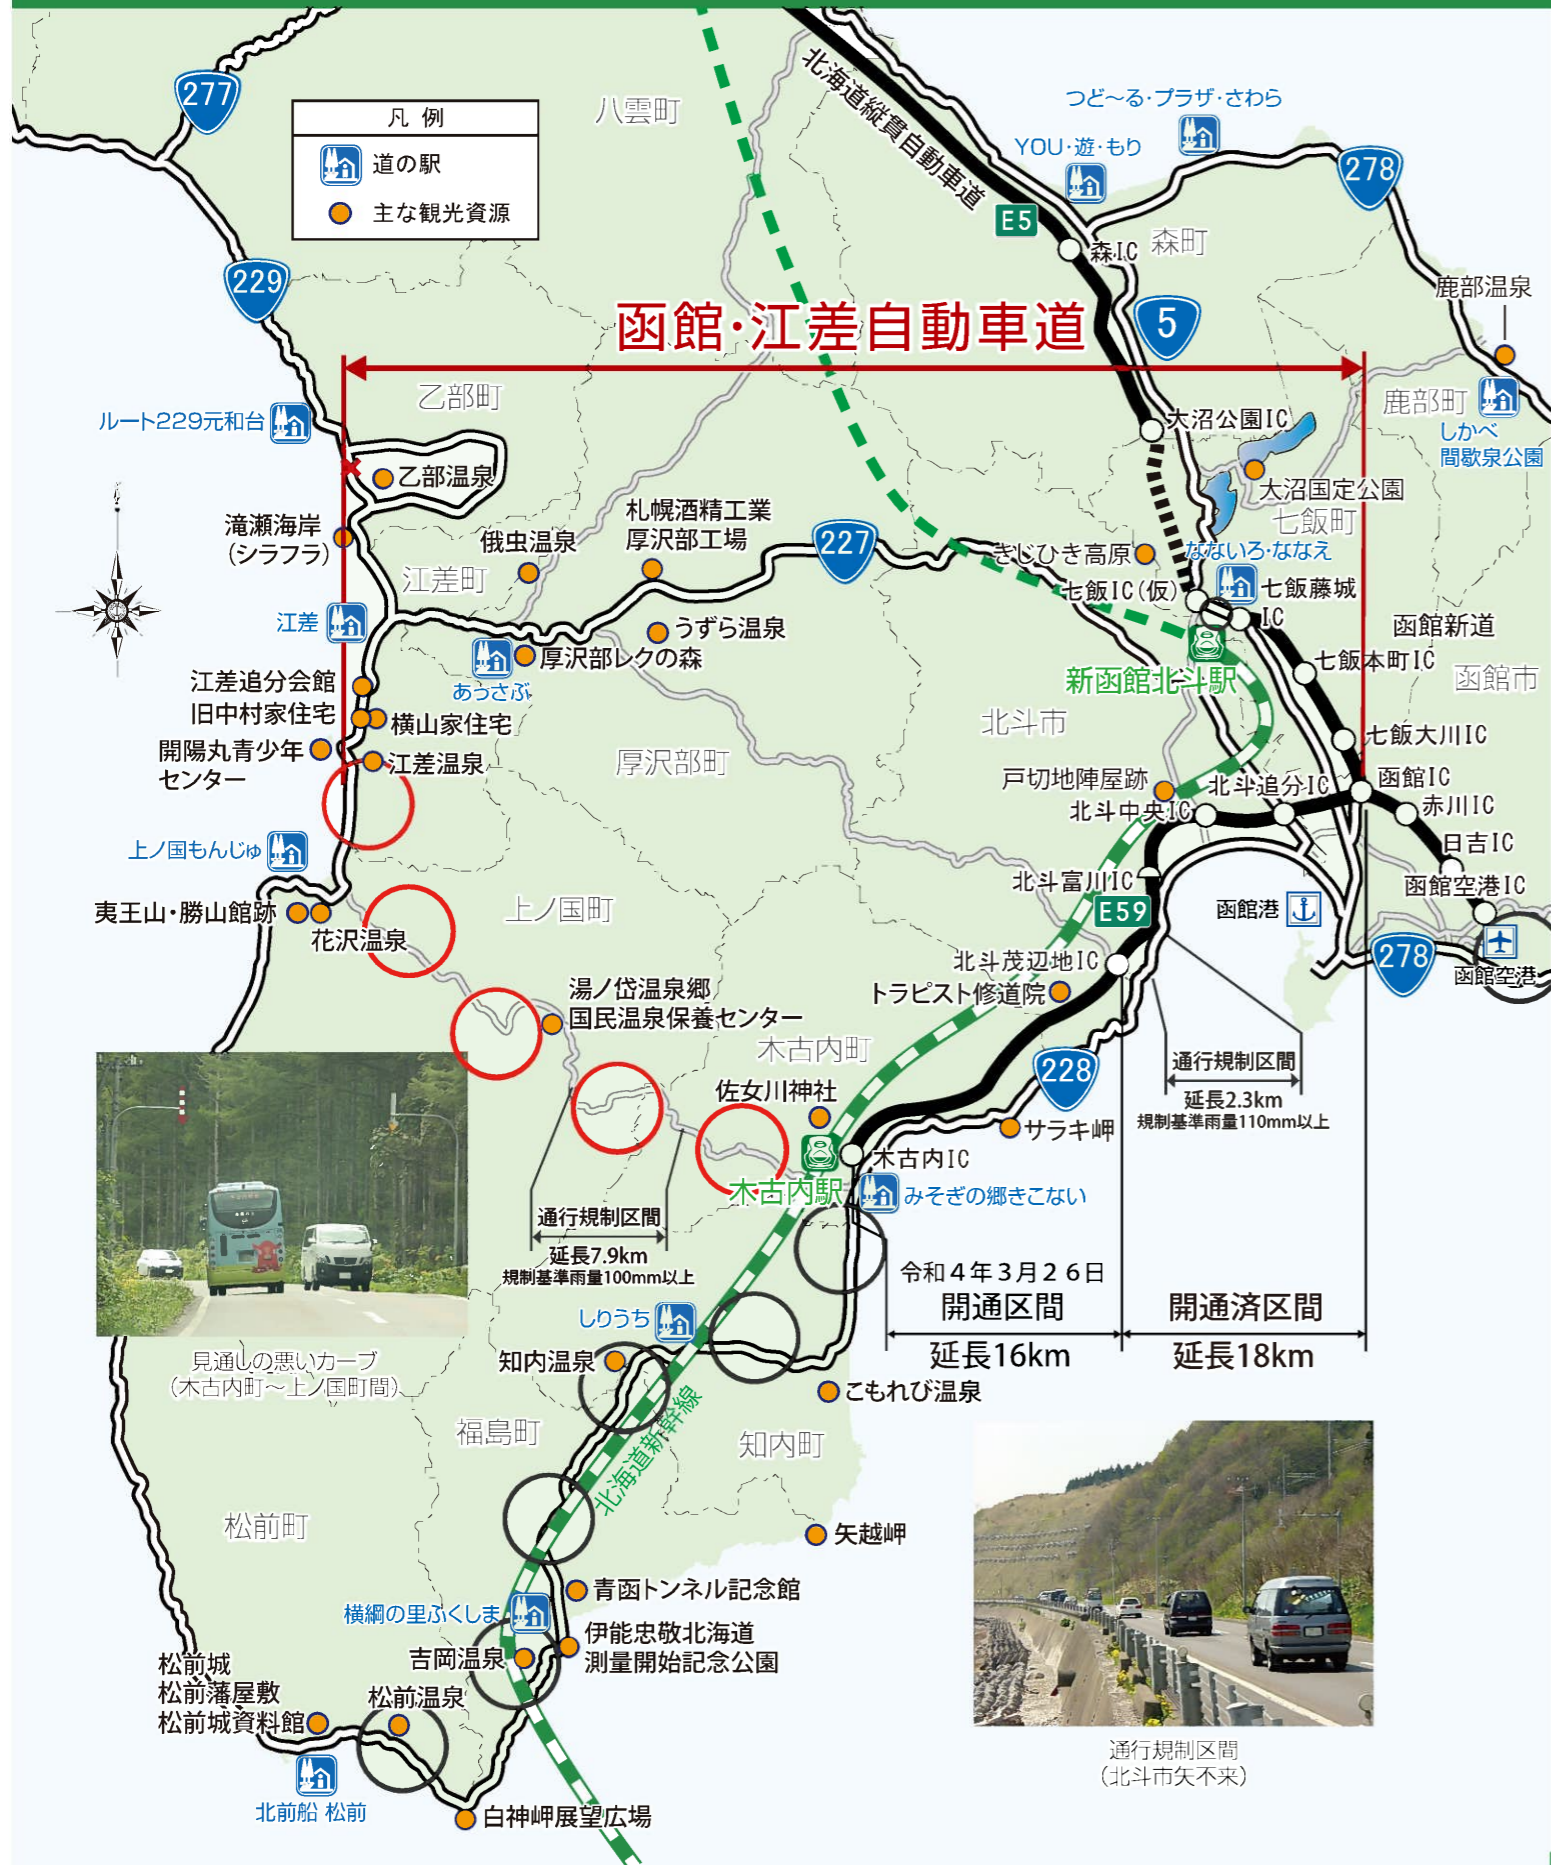 277
凡 例
道の駅
主な観光資源
八雲町
北海道縦貫自動車道
つど～る・プラザ・さわら
YOU・遊・もり
278
E5
森IC
森町
229
鹿部温泉
5
函館・江差自動車道
乙部町
鹿部町
しかべ
間歇泉公園
ルート229元和台
大沼公園IC
乙部温泉
大沼国定公園
七飯町
滝瀬海岸
（シラフラ）
俄虫温泉
札幌酒精工業
厚沢部工場
227
きじひき高原
なないろ・ななえ
江差町
七飯IC（仮）
七飯藤城
IC
江差
うずら温泉
厚沢部レクの森
あっさぶ
函館新道
七飯本町IC
函館市
新函館北斗駅
江差追分会館
旧中村家住宅
横山家住宅
北斗市
開陽丸青少年
センター
江差温泉
厚沢部町
七飯大川IC
戸切地陣屋跡
北斗追分IC
函館IC
北斗中央IC
赤川IC
日吉IC
上ノ国もんじゅ
北斗富川IC
函館空港IC
E59
函館港
夷王山・勝山館跡
花沢温泉
上ノ国町
278
函館空港
北斗茂辺地IC
トラピスト修道院
湯ノ岱温泉郷
国民温泉保養センター
木古内町
228
通行規制区間
延長2.3km
規制基準雨量110mm以上
佐女川神社
サラキ岬
木古内IC
木古内駅
みそぎの郷きこない
通行規制区間
延長7.9km
規制基準雨量100mm以上
令和４年３月２６日
開通区間
開通済区間
延長16km
延長18km
しりうち
知内温泉
見通しの悪いカーブ
（木古内町～上ノ国町間）
こもれび温泉
北海道新幹線
福島町
知内町
松前町
矢越岬
青函トンネル記念館
横綱の里ふくしま
伊能忠敬北海道
測量開始記念公園
吉岡温泉
松前城
松前藩屋敷
松前城資料館
松前温泉
通行規制区間
（北斗市矢不来）
北前船 松前
白神岬展望広場